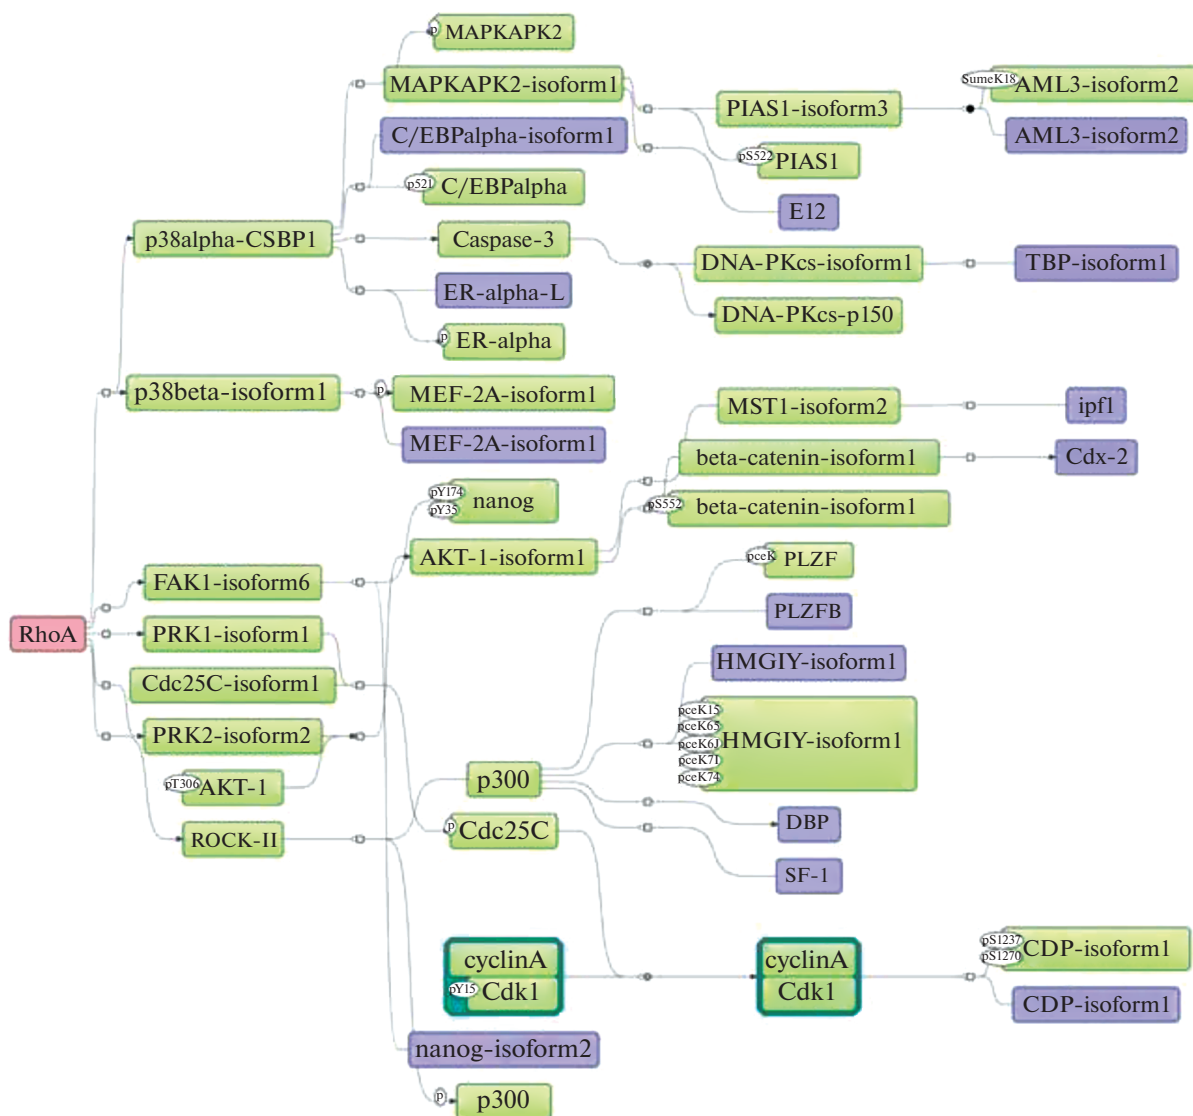 p
MAPKAPK2
MAPKAPK2-isoform1
SumeK18
AML3-isoform2
PIAS1-isoform3
C/EBPalpha-isoform1
AML3-isoform2
pS522
PIAS1
p521
C/EBPalpha
E12
p38alpha-CSBP1
Caspase-3
DNA-PKcs-isoform1
TBP-isoform1
ER-alpha-L
DNA-PKcs-p150
p
ER-alpha
p38beta-isoform1
p
MEF-2A-isoform1
MST1-isoform2
ipf1
MEF-2A-isoform1
beta-catenin-isoform1
Cdx-2
pY174
pY35
nanog
pS552
beta-catenin-isoform1
AKT-1-isoform1
pceK
PLZF
FAK1-isoform6
PLZFB
RhoA
PRK1-isoform1
HMGIY-isoform1
Cdc25C-isoform1
pceK15
pceK65
pceK61
pceK71
pceK74
HMGIY-isoform1
PRK2-isoform2
pT306
AKT-1
p300
DBP
ROCK-II
p
Cdc25C
SF-1
cyclinA
pY15
Cdk1
cyclinA
Cdk1
pS1237
pS1270
CDP-isoform1
CDP-isoform1
nanog-isoform2
p
p300